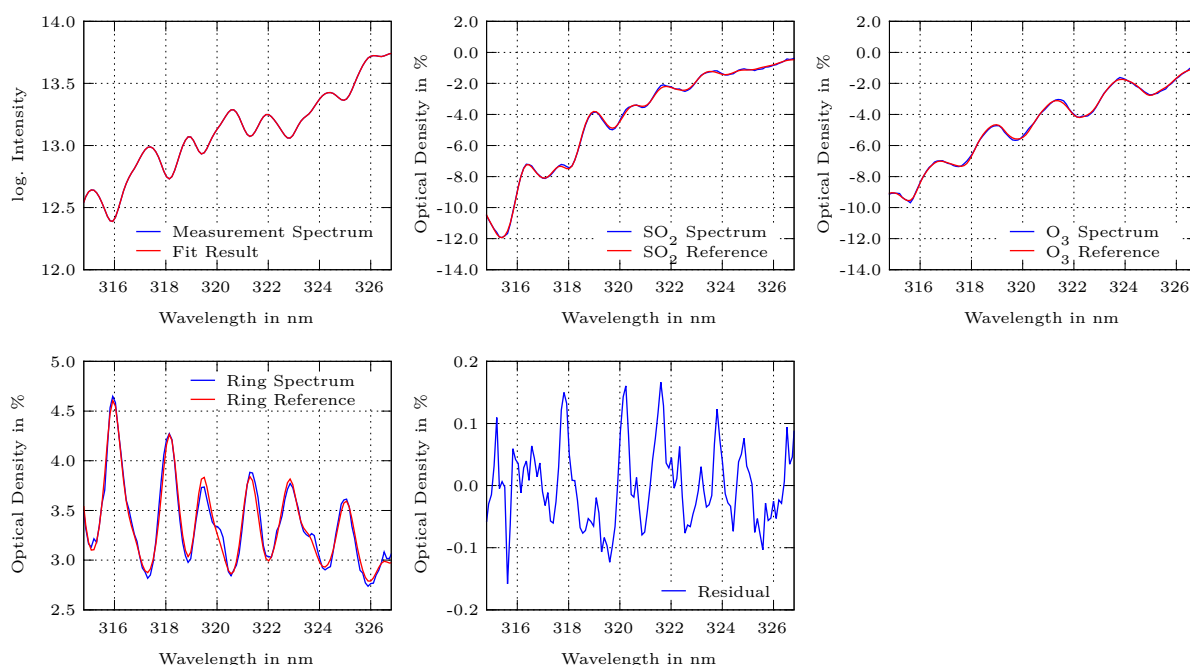 14.0
13.5
13.0
12.5
12.0
log. Intensity
316 318 320 322 324 326
Wavelength in nm
Measurement Spectrum
Fit Result
2.0
0.0
-2.0
-4.0
-6.0
-8.0
-10.0
-12.0
-14.0
Optical Density in %
316 318 320 322 324 326
Wavelength in nm
SO2 Spectrum
SO2 Reference
2.0
0.0
-2.0
-4.0
-6.0
-8.0
-10.0
-12.0
-14.0
Optical Density in %
316 318 320 322 324 326
Wavelength in nm
O3 Spectrum
O3 Reference
5.0
4.5
4.0
3.5
3.0
2.5
Optical Density in %
316 318 320 322 324 326
Wavelength in nm
Ring Spectrum
Ring Reference
0.2
0.1
0.0
-0.1
-0.2
Optical Density in %
316 318 320 322 324 326
Wavelength in nm
Residual